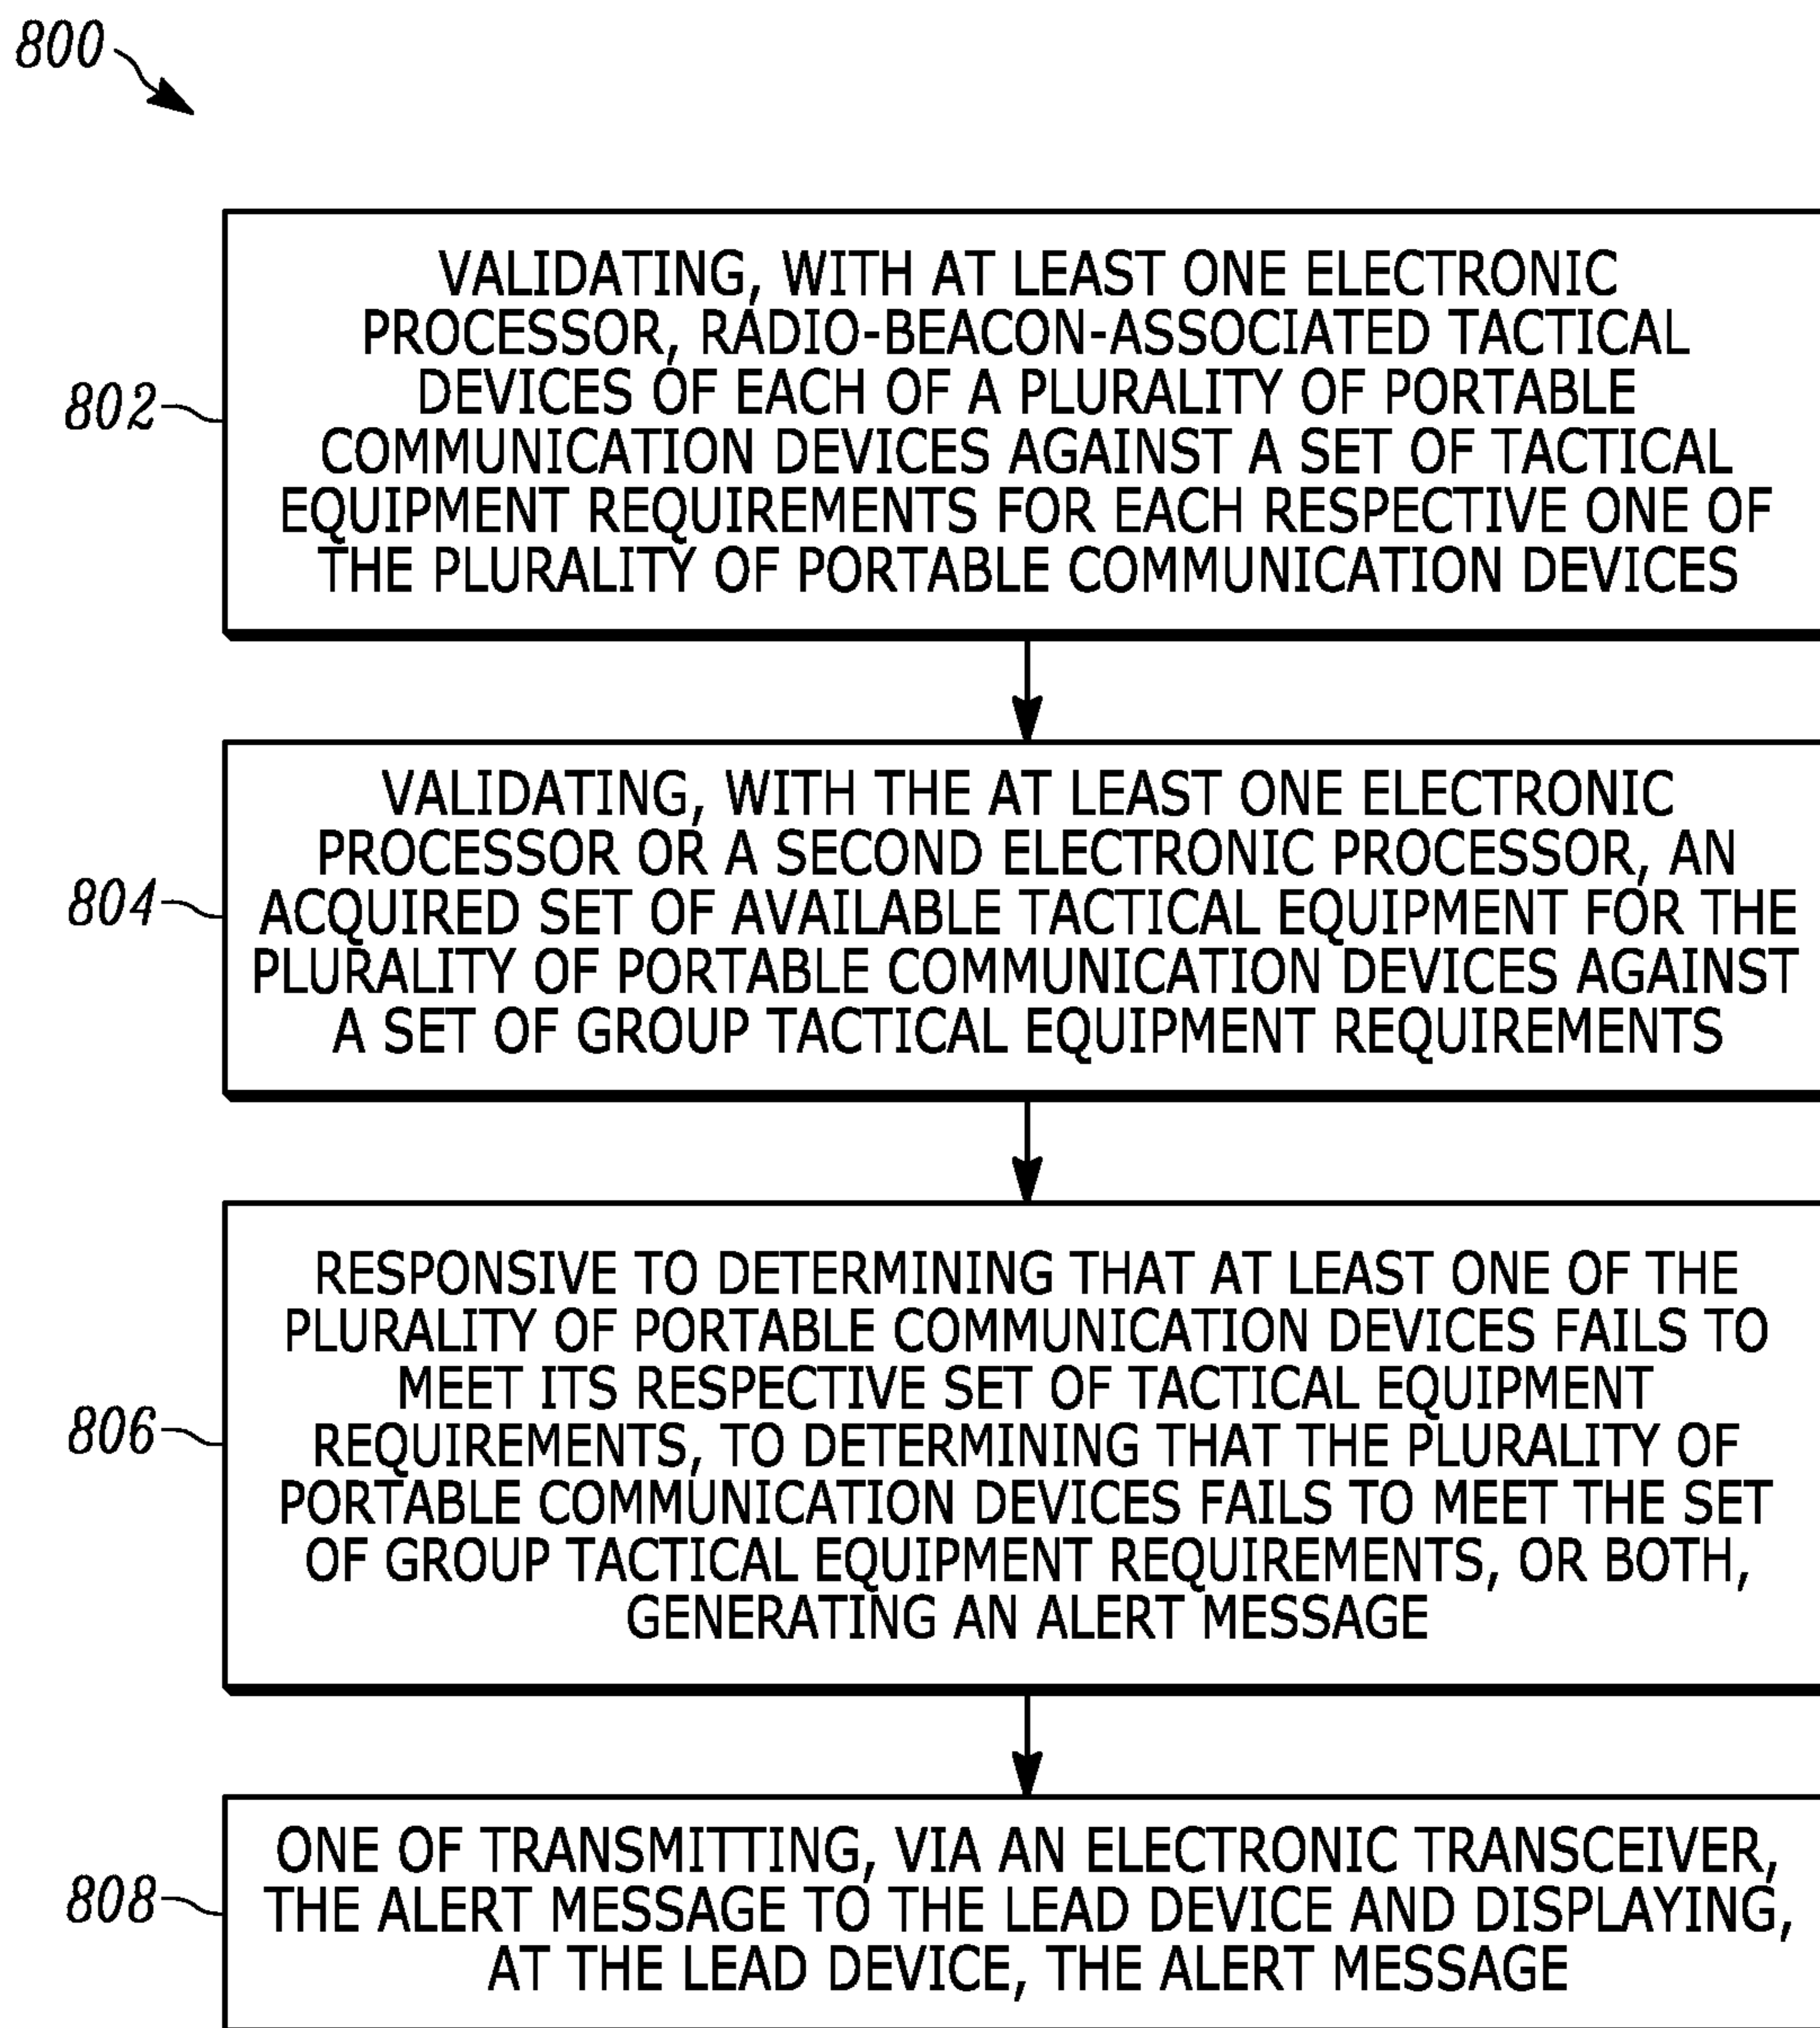 800
802
VALIDATING, WITH AT LEAST ONE ELECTRONIC
PROCESSOR, RADIO-BEACON-ASSOCIATED TACTICAL
DEVICES OF EACH OF A PLURALITY OF PORTABLE
COMMUNICATION DEVICES AGAINST A SET OF TACTICAL
EQUIPMENT REQUIREMENTS FOR EACH RESPECTIVE ONE OF
THE PLURALITY OF PORTABLE COMMUNICATION DEVICES
804
VALIDATING, WITH THE AT LEAST ONE ELECTRONIC
PROCESSOR OR A SECOND ELECTRONIC PROCESSOR, AN
ACQUIRED SET OF AVAILABLE TACTICAL EQUIPMENT FOR THE
PLURALITY OF PORTABLE COMMUNICATION DEVICES AGAINST
A SET OF GROUP TACTICAL EQUIPMENT REQUIREMENTS
806
RESPONSIVE TO DETERMINING THAT AT LEAST ONE OF THE
PLURALITY OF PORTABLE COMMUNICATION DEVICES FAILS TO
MEET ITS RESPECTIVE SET OF TACTICAL EQUIPMENT
REQUIREMENTS, TO DETERMINING THAT THE PLURALITY OF
PORTABLE COMMUNICATION DEVICES FAILS TO MEET THE SET
OF GROUP TACTICAL EQUIPMENT REQUIREMENTS, OR BOTH,
GENERATING AN ALERT MESSAGE
808
ONE OF TRANSMITTING, VIA AN ELECTRONIC TRANSCEIVER,
THE ALERT MESSAGE TO THE LEAD DEVICE AND DISPLAYING,
AT THE LEAD DEVICE, THE ALERT MESSAGE